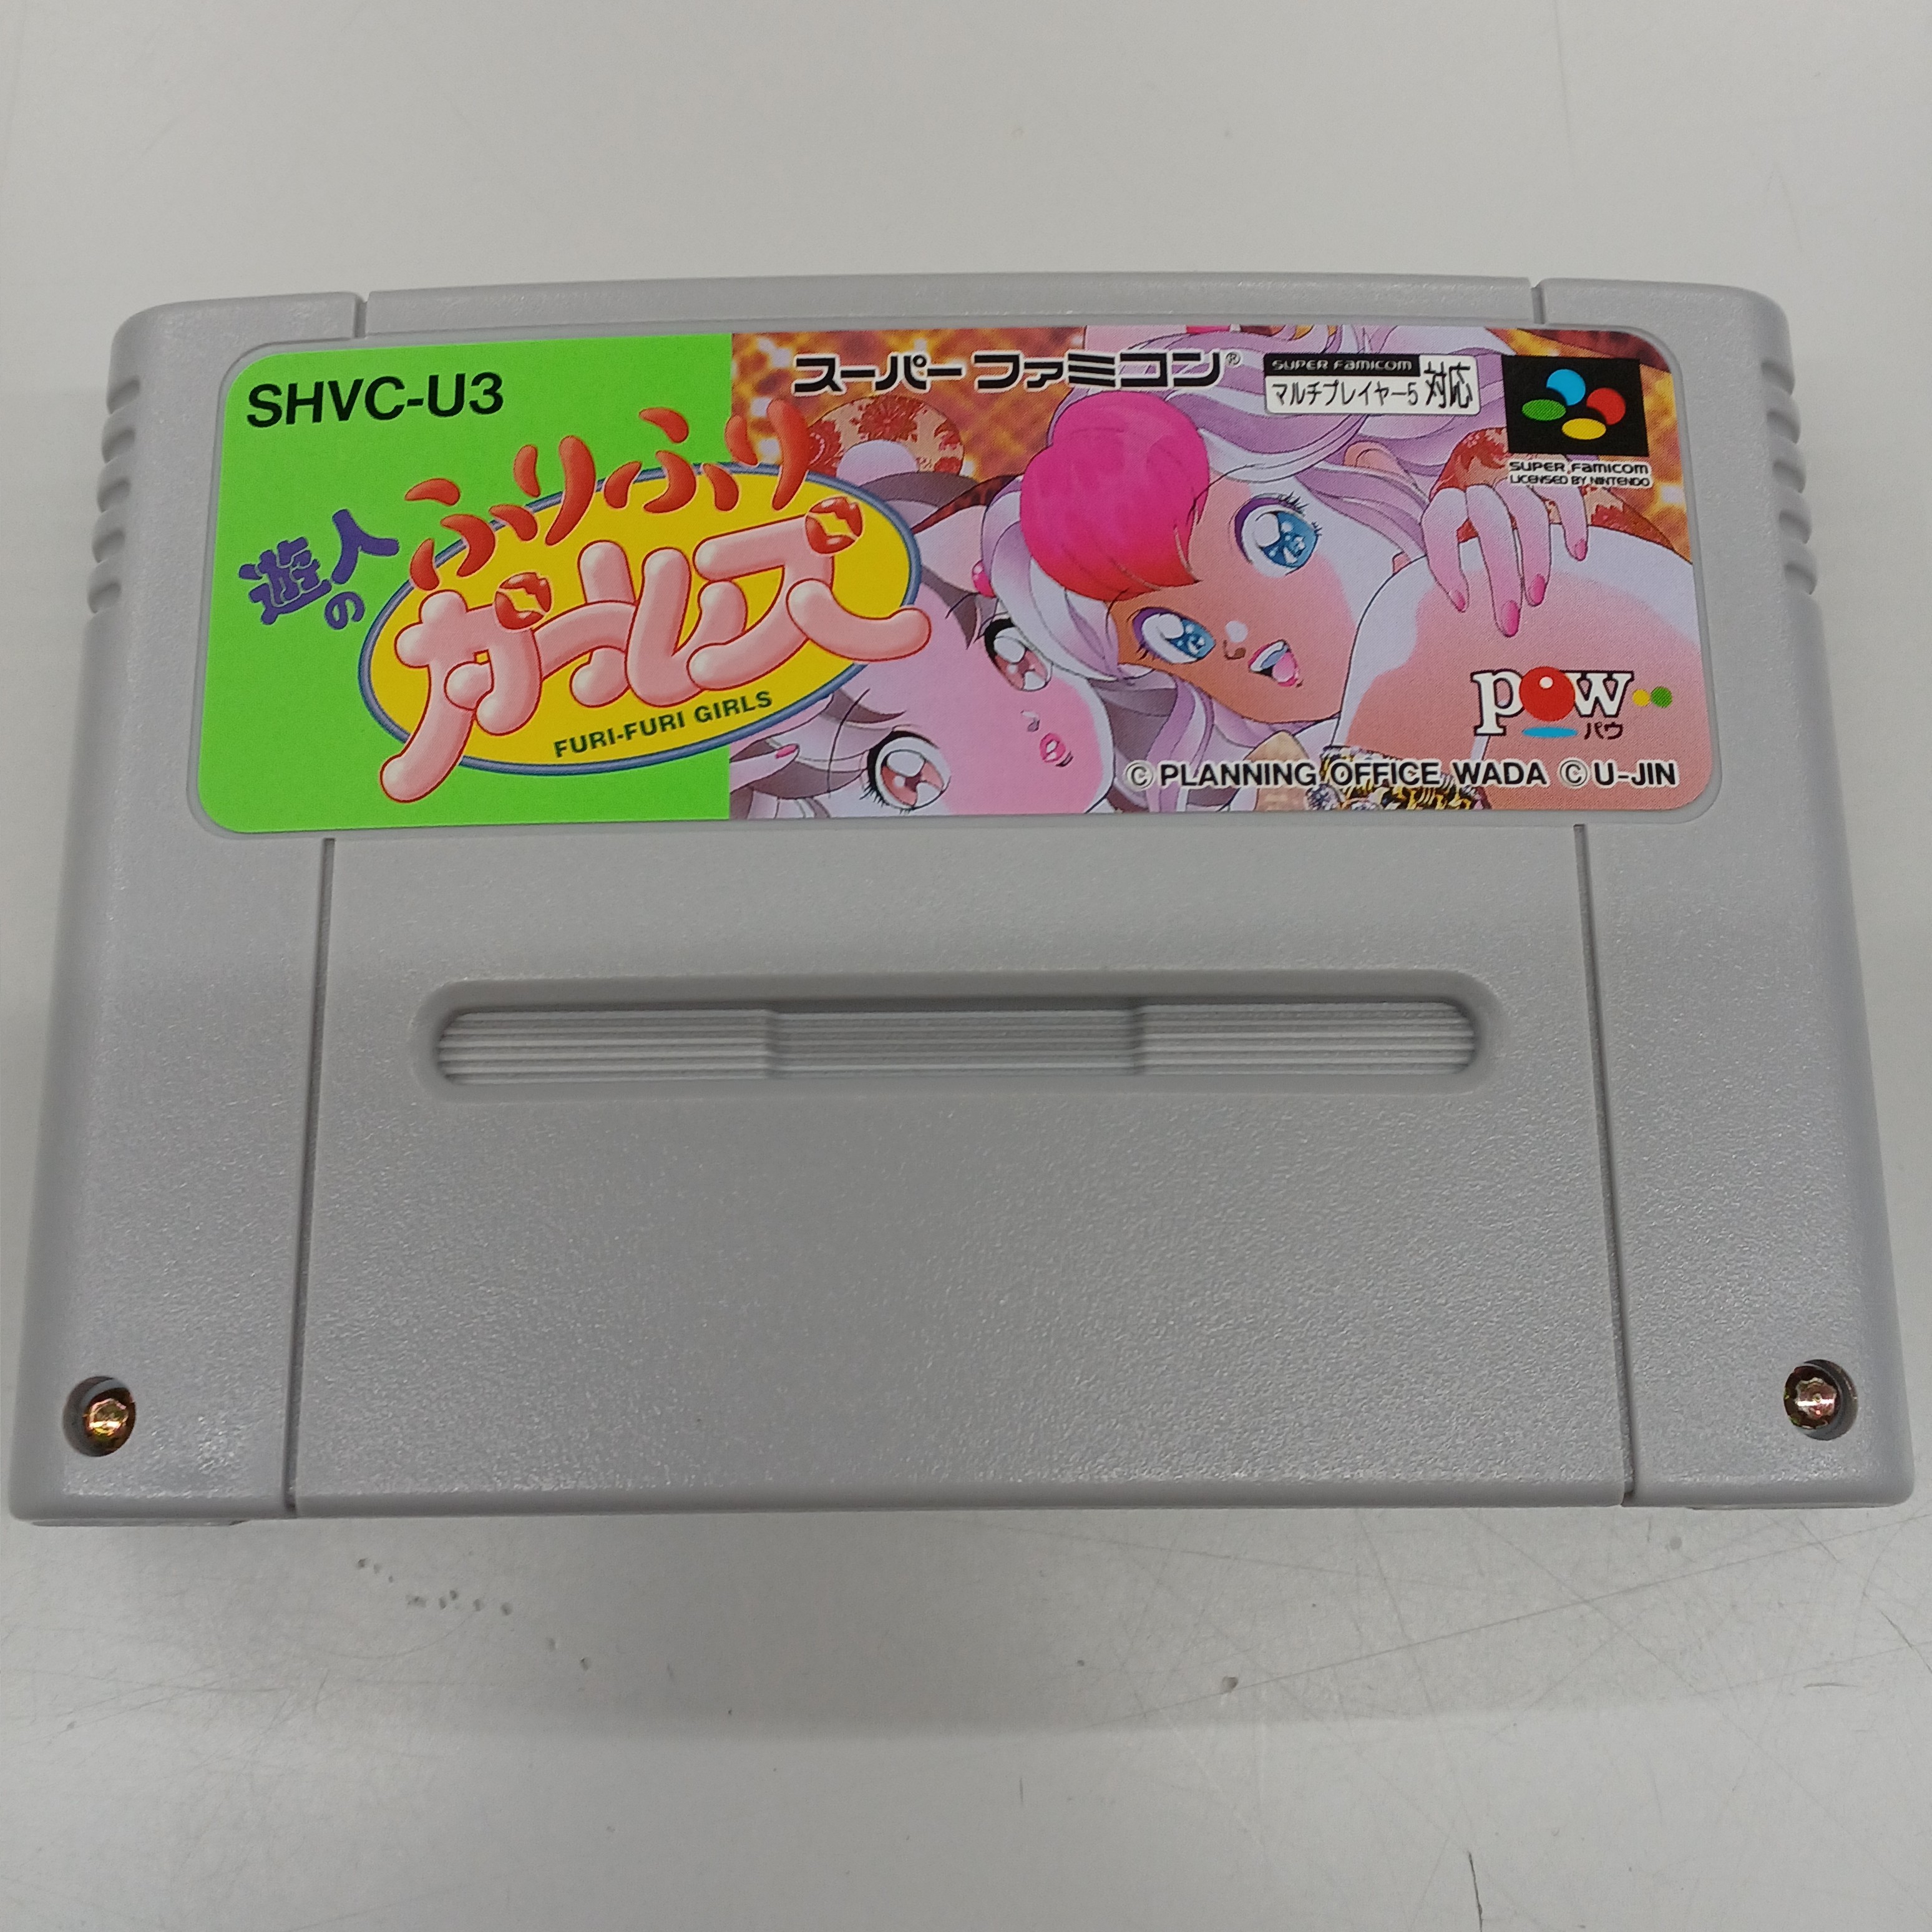 SHVC-U3
スーパーファミコン®
SUPER FAMICOM
マルチプレイヤー5 対応
遊人の
ふりふり
ガールズ
FURI-FURI GIRLS
SUPER FAMICOM
LICENSED BY NINTENDO
pow
パウ
© PLANNING OFFICE WADA © U-JIN